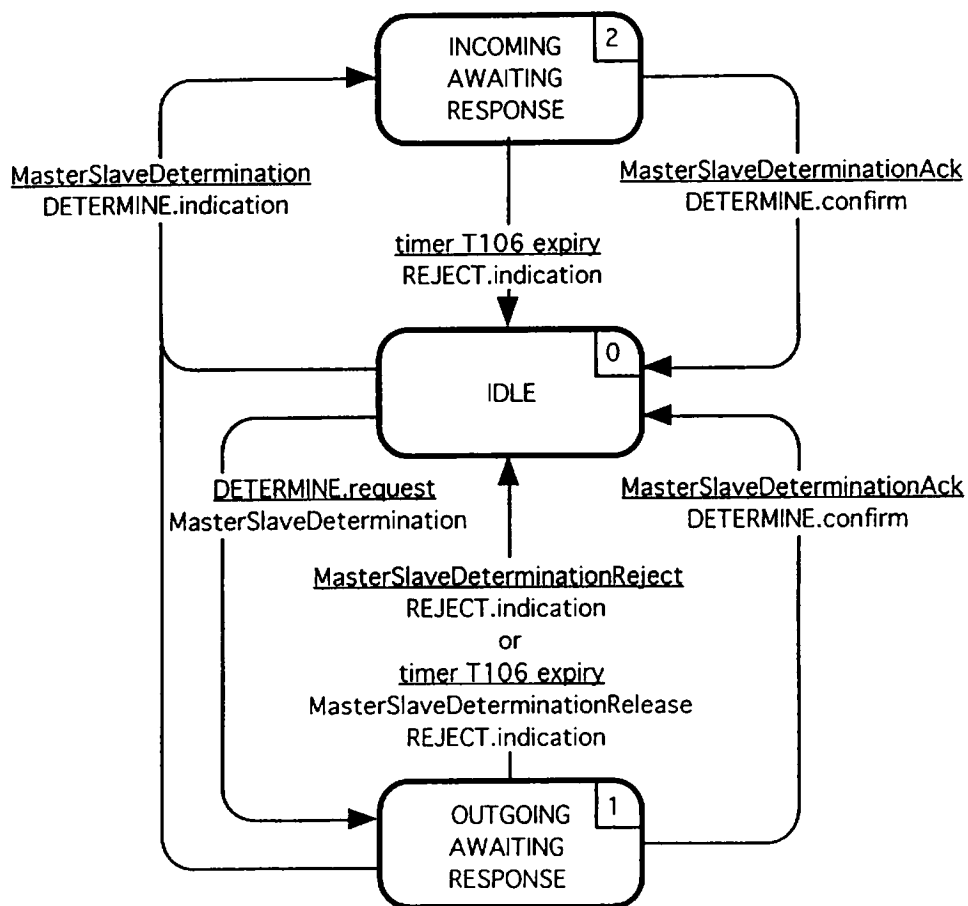 INCOMING
AWAITING
RESPONSE
2
MasterSlaveDetermination
DETERMINE.indication
MasterSlaveDeterminationAck
DETERMINE.confirm
timer T106 expiry
REJECT.indication
IDLE
0
DETERMINE.request
MasterSlaveDetermination
MasterSlaveDeterminationAck
DETERMINE.confirm
MasterSlaveDeterminationReject
REJECT.indication
or
timer T106 expiry
MasterSlaveDeterminationRelease
REJECT.indication
OUTGOING
AWAITING
RESPONSE
1